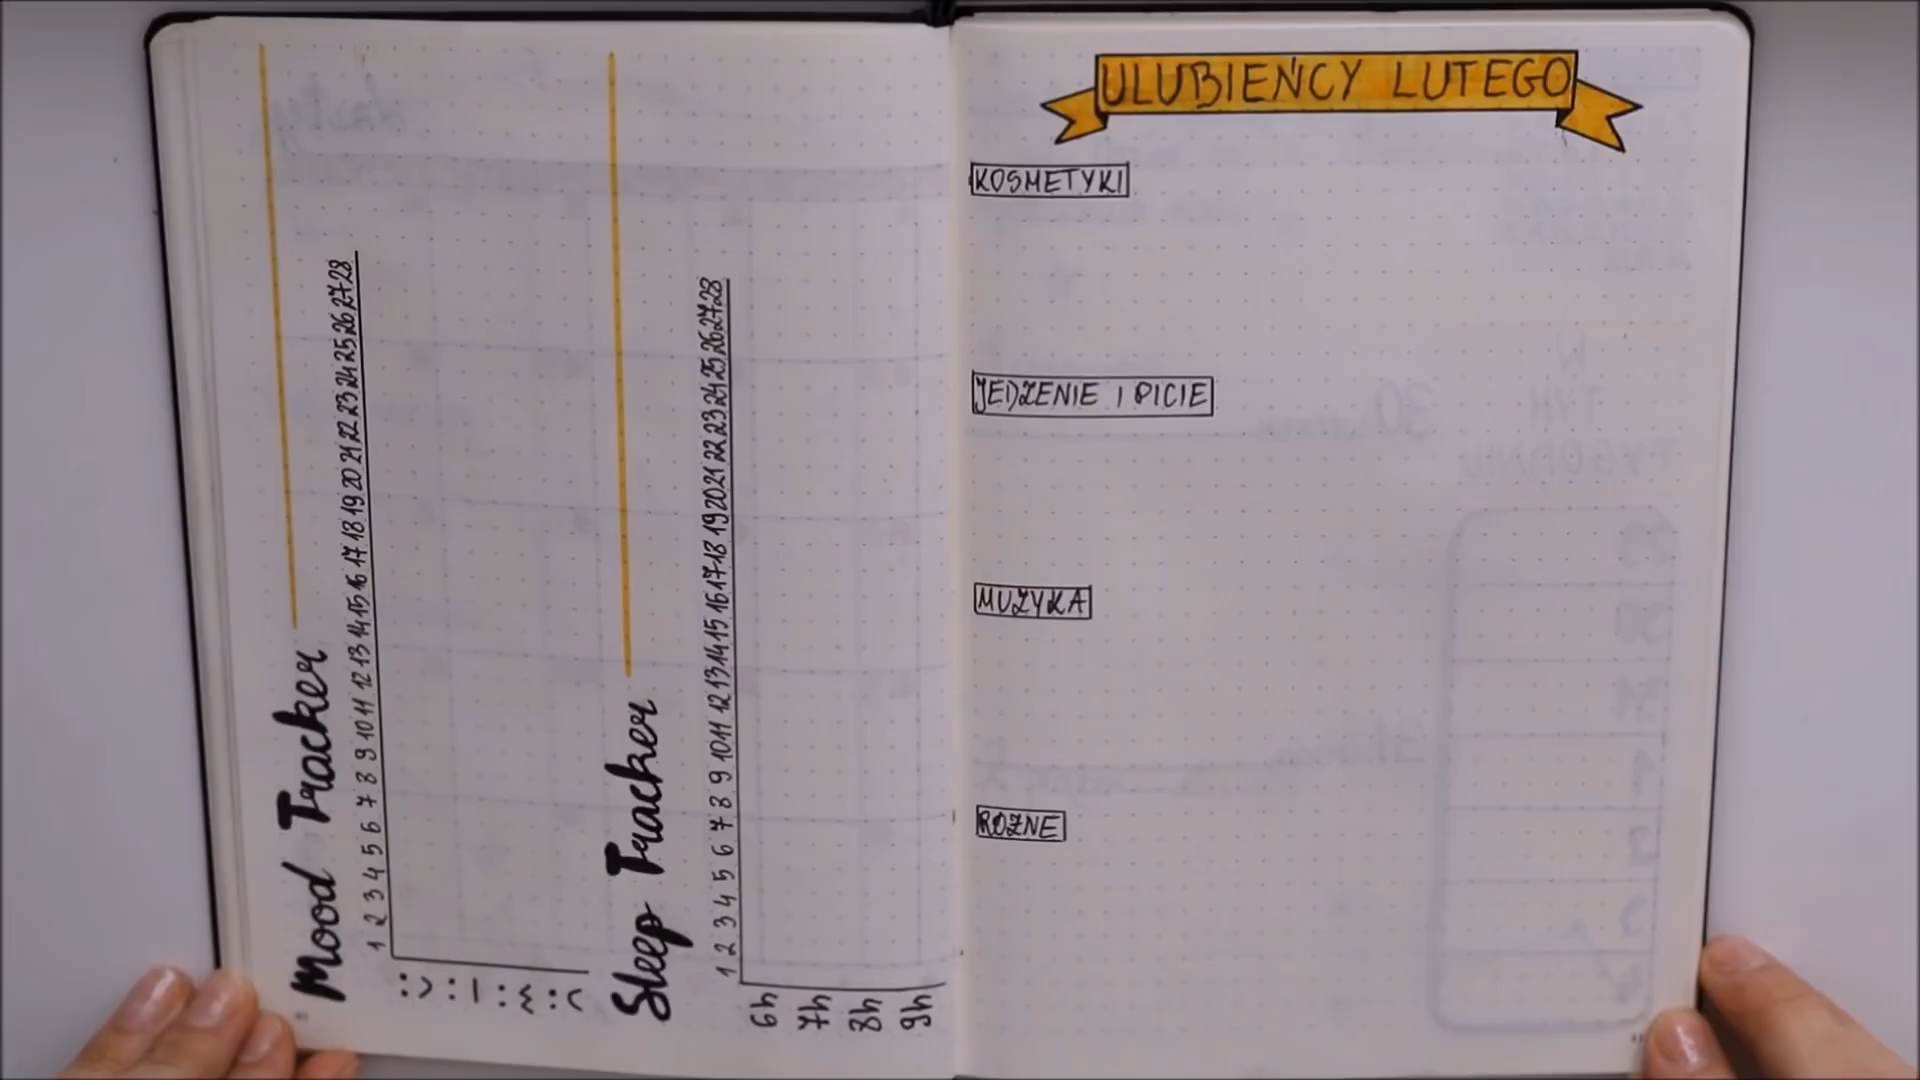 Mood Tracker
1 2 3 4 5 6 7 8 9 10 11 12 13 14 15 16 17 18 19 20 21 22 23 24 25 26 27 28
:) :| :{ :(
Sleep Tracker
1 2 3 4 5 6 7 8 9 10 11 12 13 14 15 16 17 18 19 20 21 22 23 24 25 26 27 28
6h
7h
8h
9h
ULUBIEŃCY LUTEGO
KOSMETYKI
JEDZENIE I PICIE
MUZYKA
RÓŻNE